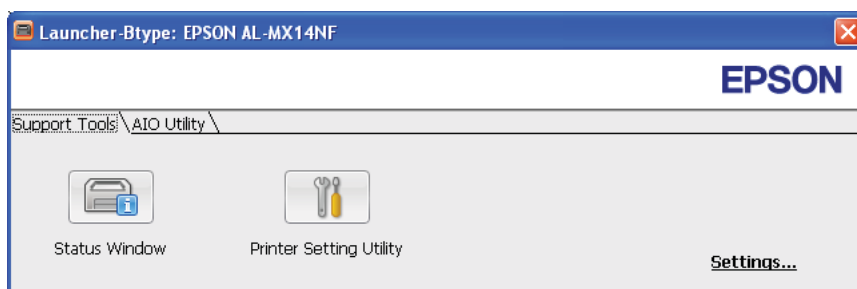 Launcher-Btype: EPSON AL-MX14NF
EPSON
Support Tools AIO Utility
Status Window Printer Setting Utility
Settings...